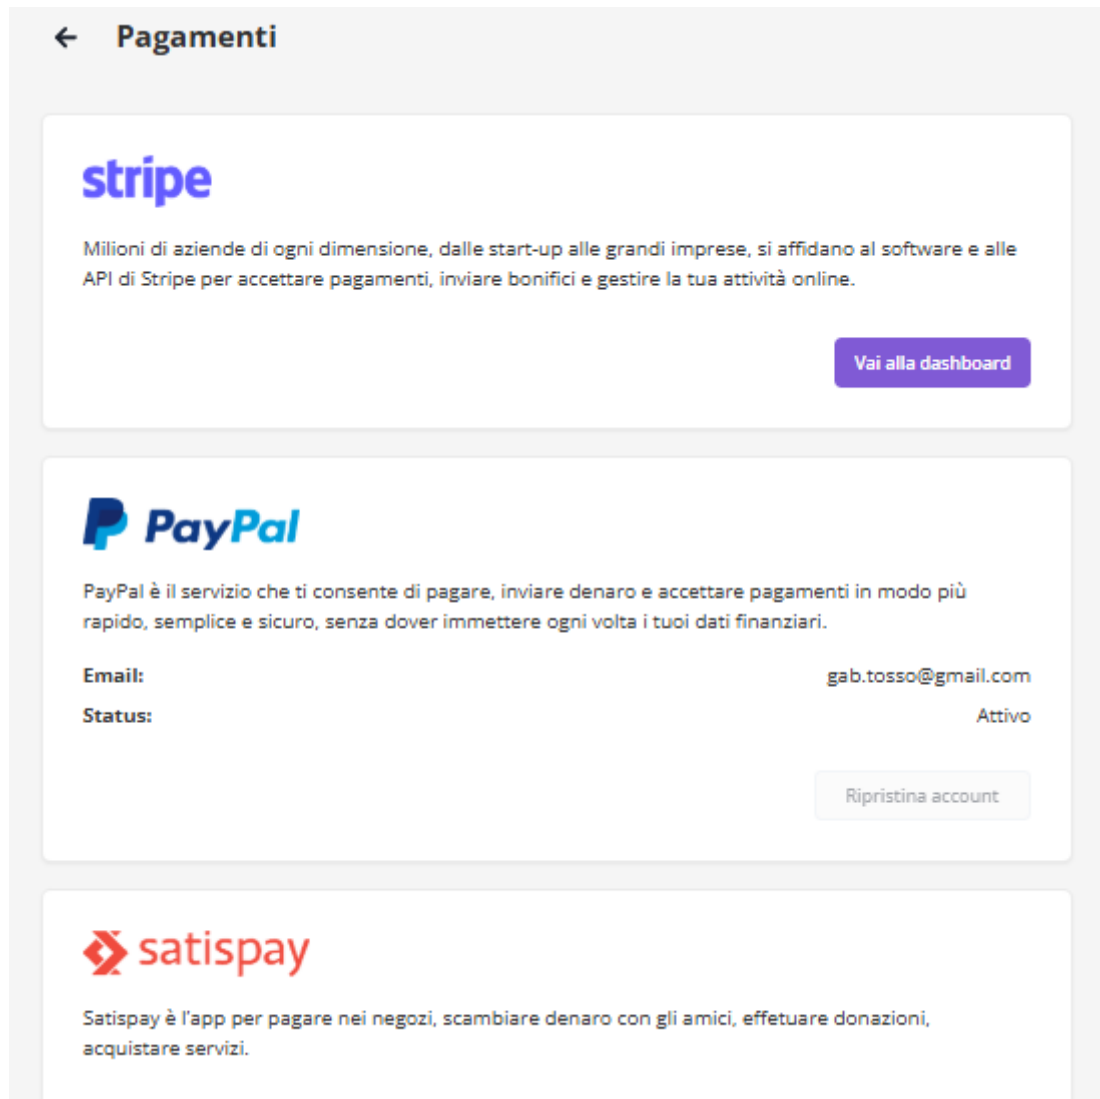 Pagamenti
stripe
Milioni di aziende di ogni dimensione, dalle start-up alle grandi imprese, si affidano al software e alle
API di Stripe per accettare pagamenti, inviare bonifici e gestire la tua attività online.
Vai alla dashboard
PayPal
PayPal è il servizio che ti consente di pagare, inviare denaro e accettare pagamenti in modo più
rapido, semplice e sicuro, senza dover immettere ogni volta i tuoi dati finanziari.
Email: gab.tosso@gmail.com
Status: Attivo
Ripristina account
satispay
Satispay è l'app per pagare nei negozi, scambiare denaro con gli amici, effetuare donazioni,
acquistare servizi.